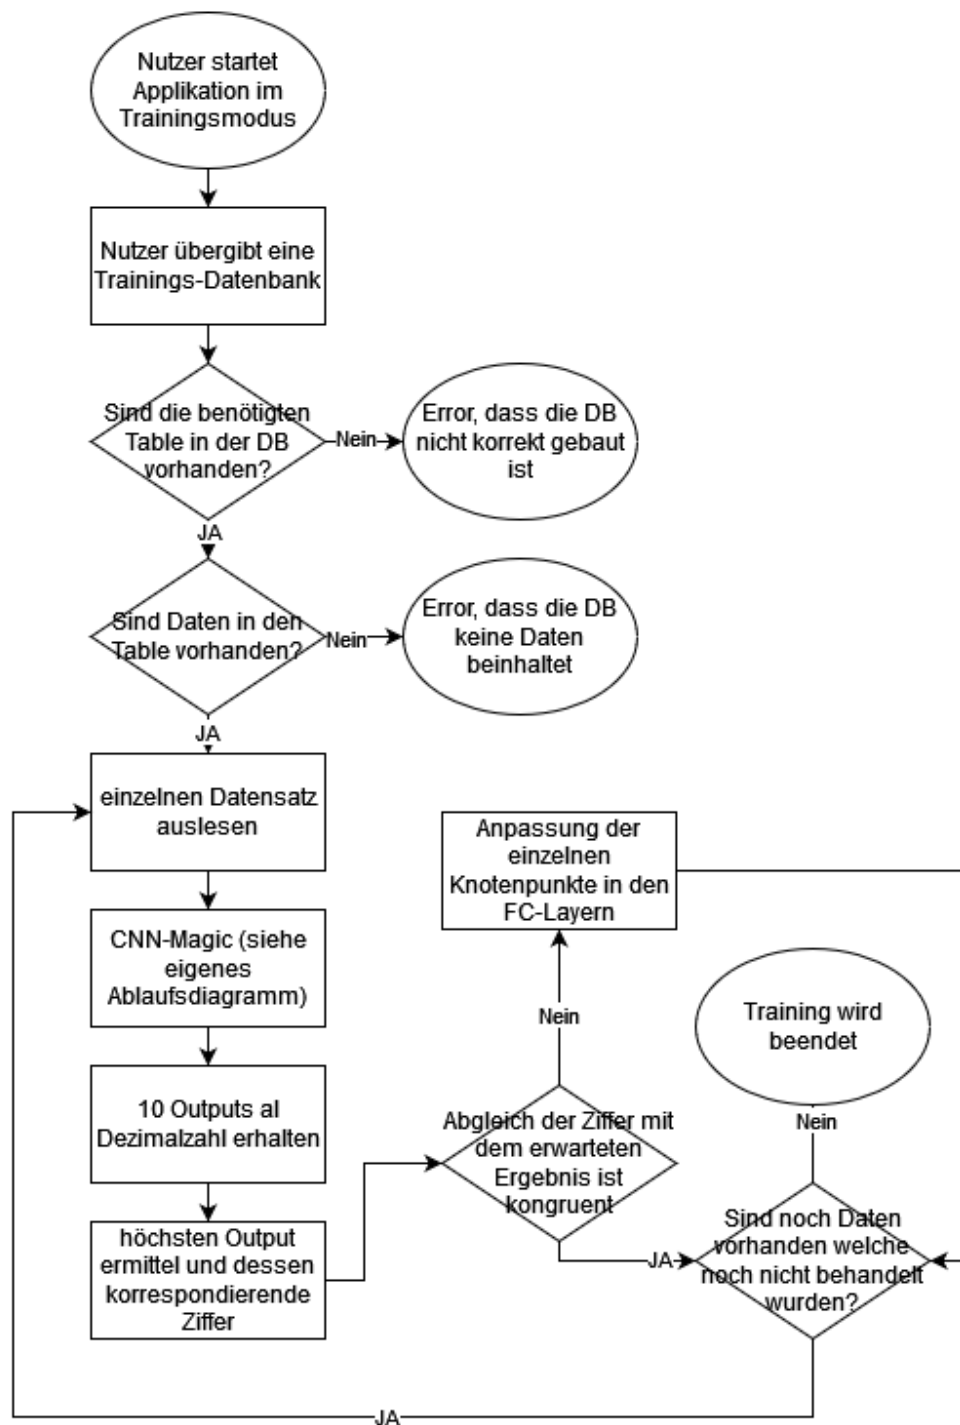 Nutzer startet
Applikation im
Trainingsmodus
Nutzer übergibt eine
Trainings-Datenbank
Sind die benötigten
Table in der DB
vorhanden?
Nein
Error, dass die DB
nicht korrekt gebaut
ist
JA
Sind Daten in den
Table vorhanden?
Nein
Error, dass die DB
keine Daten
beinhaltet
JA
einzelnen Datensatz
auslesen
CNN-Magic (siehe
eigenes
Ablaufsdiagramm)
10 Outputs al
Dezimalzahl erhalten
höchsten Output
ermittel und dessen
korrespondierende
Ziffer
Abgleich der Ziffer mit
dem erwarteten
Ergebnis ist
kongruent
Nein
Anpassung der
einzelnen
Knotenpunkte in den
FC-Layern
JA
Sind noch Daten
vorhanden welche
noch nicht behandelt
wurden?
Nein
Training wird
beendet
JA